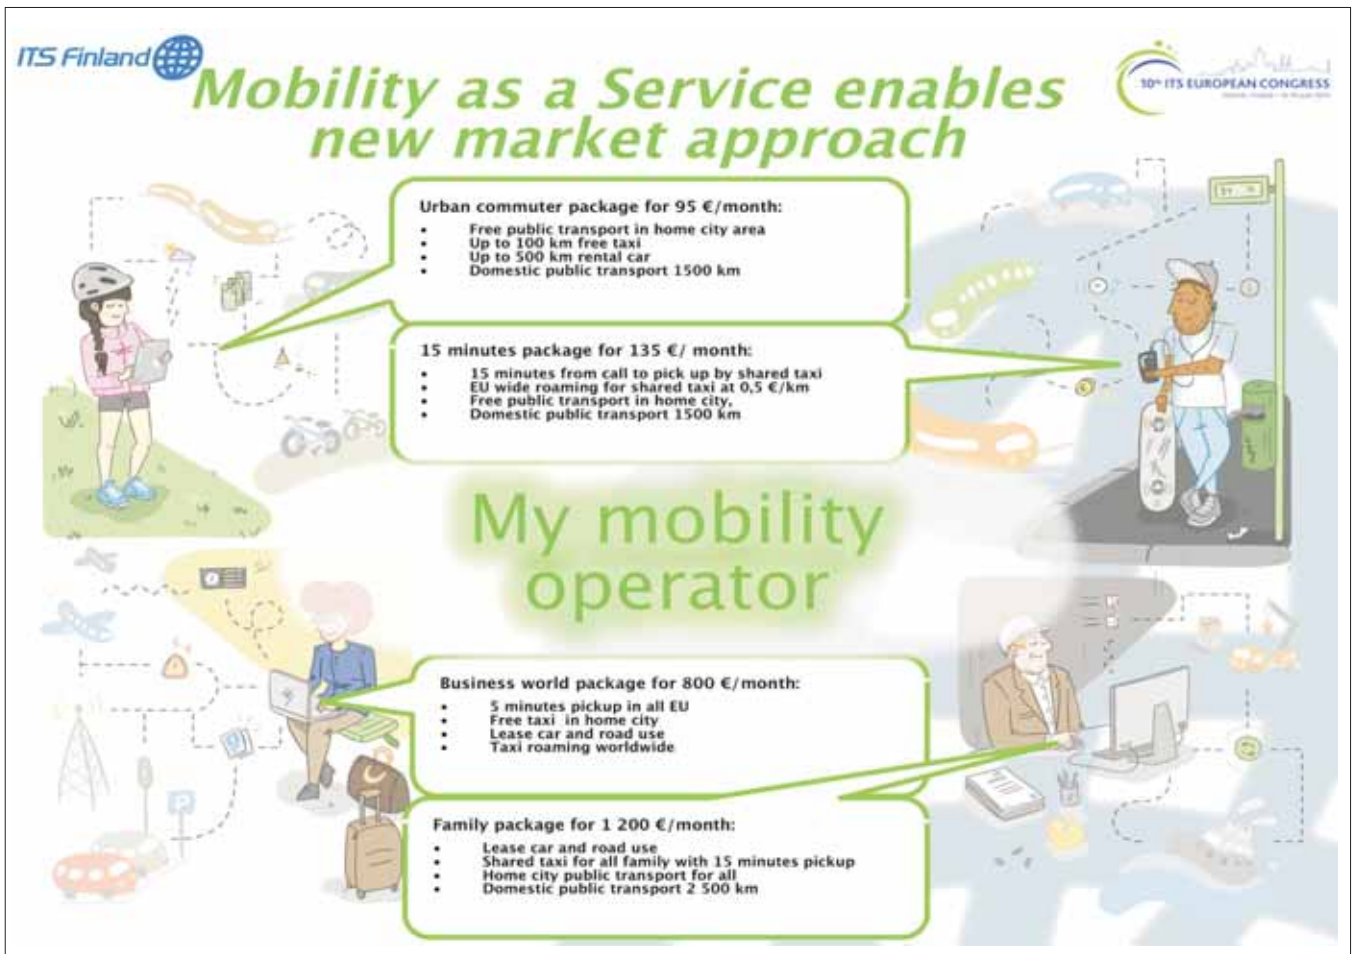 ITS Finland
Mobility as a Service enables
new market approach
10th ITS EUROPEAN CONGRESS
Urban commuter package for 95 €/month:
• Free public transport in home city area
• Up to 100 km free taxi
• Up to 500 km rental car
• Domestic public transport 1500 km
15 minutes package for 135 €/ month:
• 15 minutes from call to pick up by shared taxi
• EU wide roaming for shared taxi at 0,5 €/km
• Free public transport in home city,
• Domestic public transport 1500 km
My mobility
operator
Business world package for 800 €/month:
• 5 minutes pickup in all EU
• Free taxi in home city
• Lease car and road use
• Taxi roaming worldwide
P
Family package for 1 200 €/month:
• Lease car and road use
• Shared taxi for all family with 15 minutes pickup
• Home city public transport for all
• Domestic public transport 2 500 km